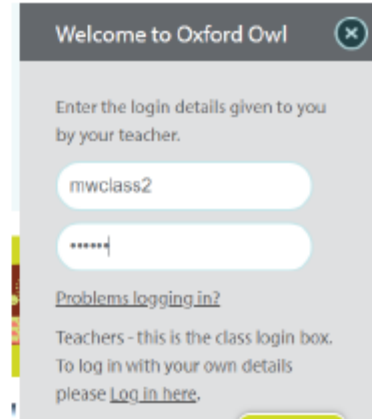 Welcome to Oxford Owl
Enter the login details given to you
by your teacher.
mwclass2
••••••
Problems logging in?
Teachers - this is the class login box.
To log in with your own details
please Log in here.